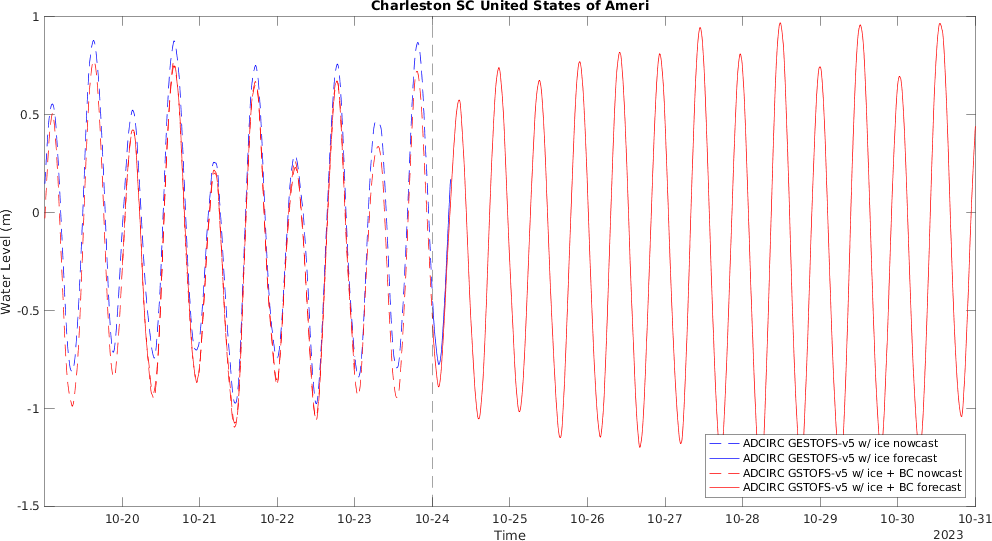 Charleston SC United States of Ameri
Water Level (m)
1
0.5
0
-0.5
-1
-1.5
10-20
10-21
10-22
10-23
10-24
10-25
10-26
10-27
10-28
10-29
10-30
10-31
Time
2023
ADCIRC GESTOFS-v5 w/ ice nowcast
ADCIRC GESTOFS-v5 w/ ice forecast
ADCIRC GSTOFS-v5 w/ ice + BC nowcast
ADCIRC GSTOFS-v5 w/ ice + BC forecast